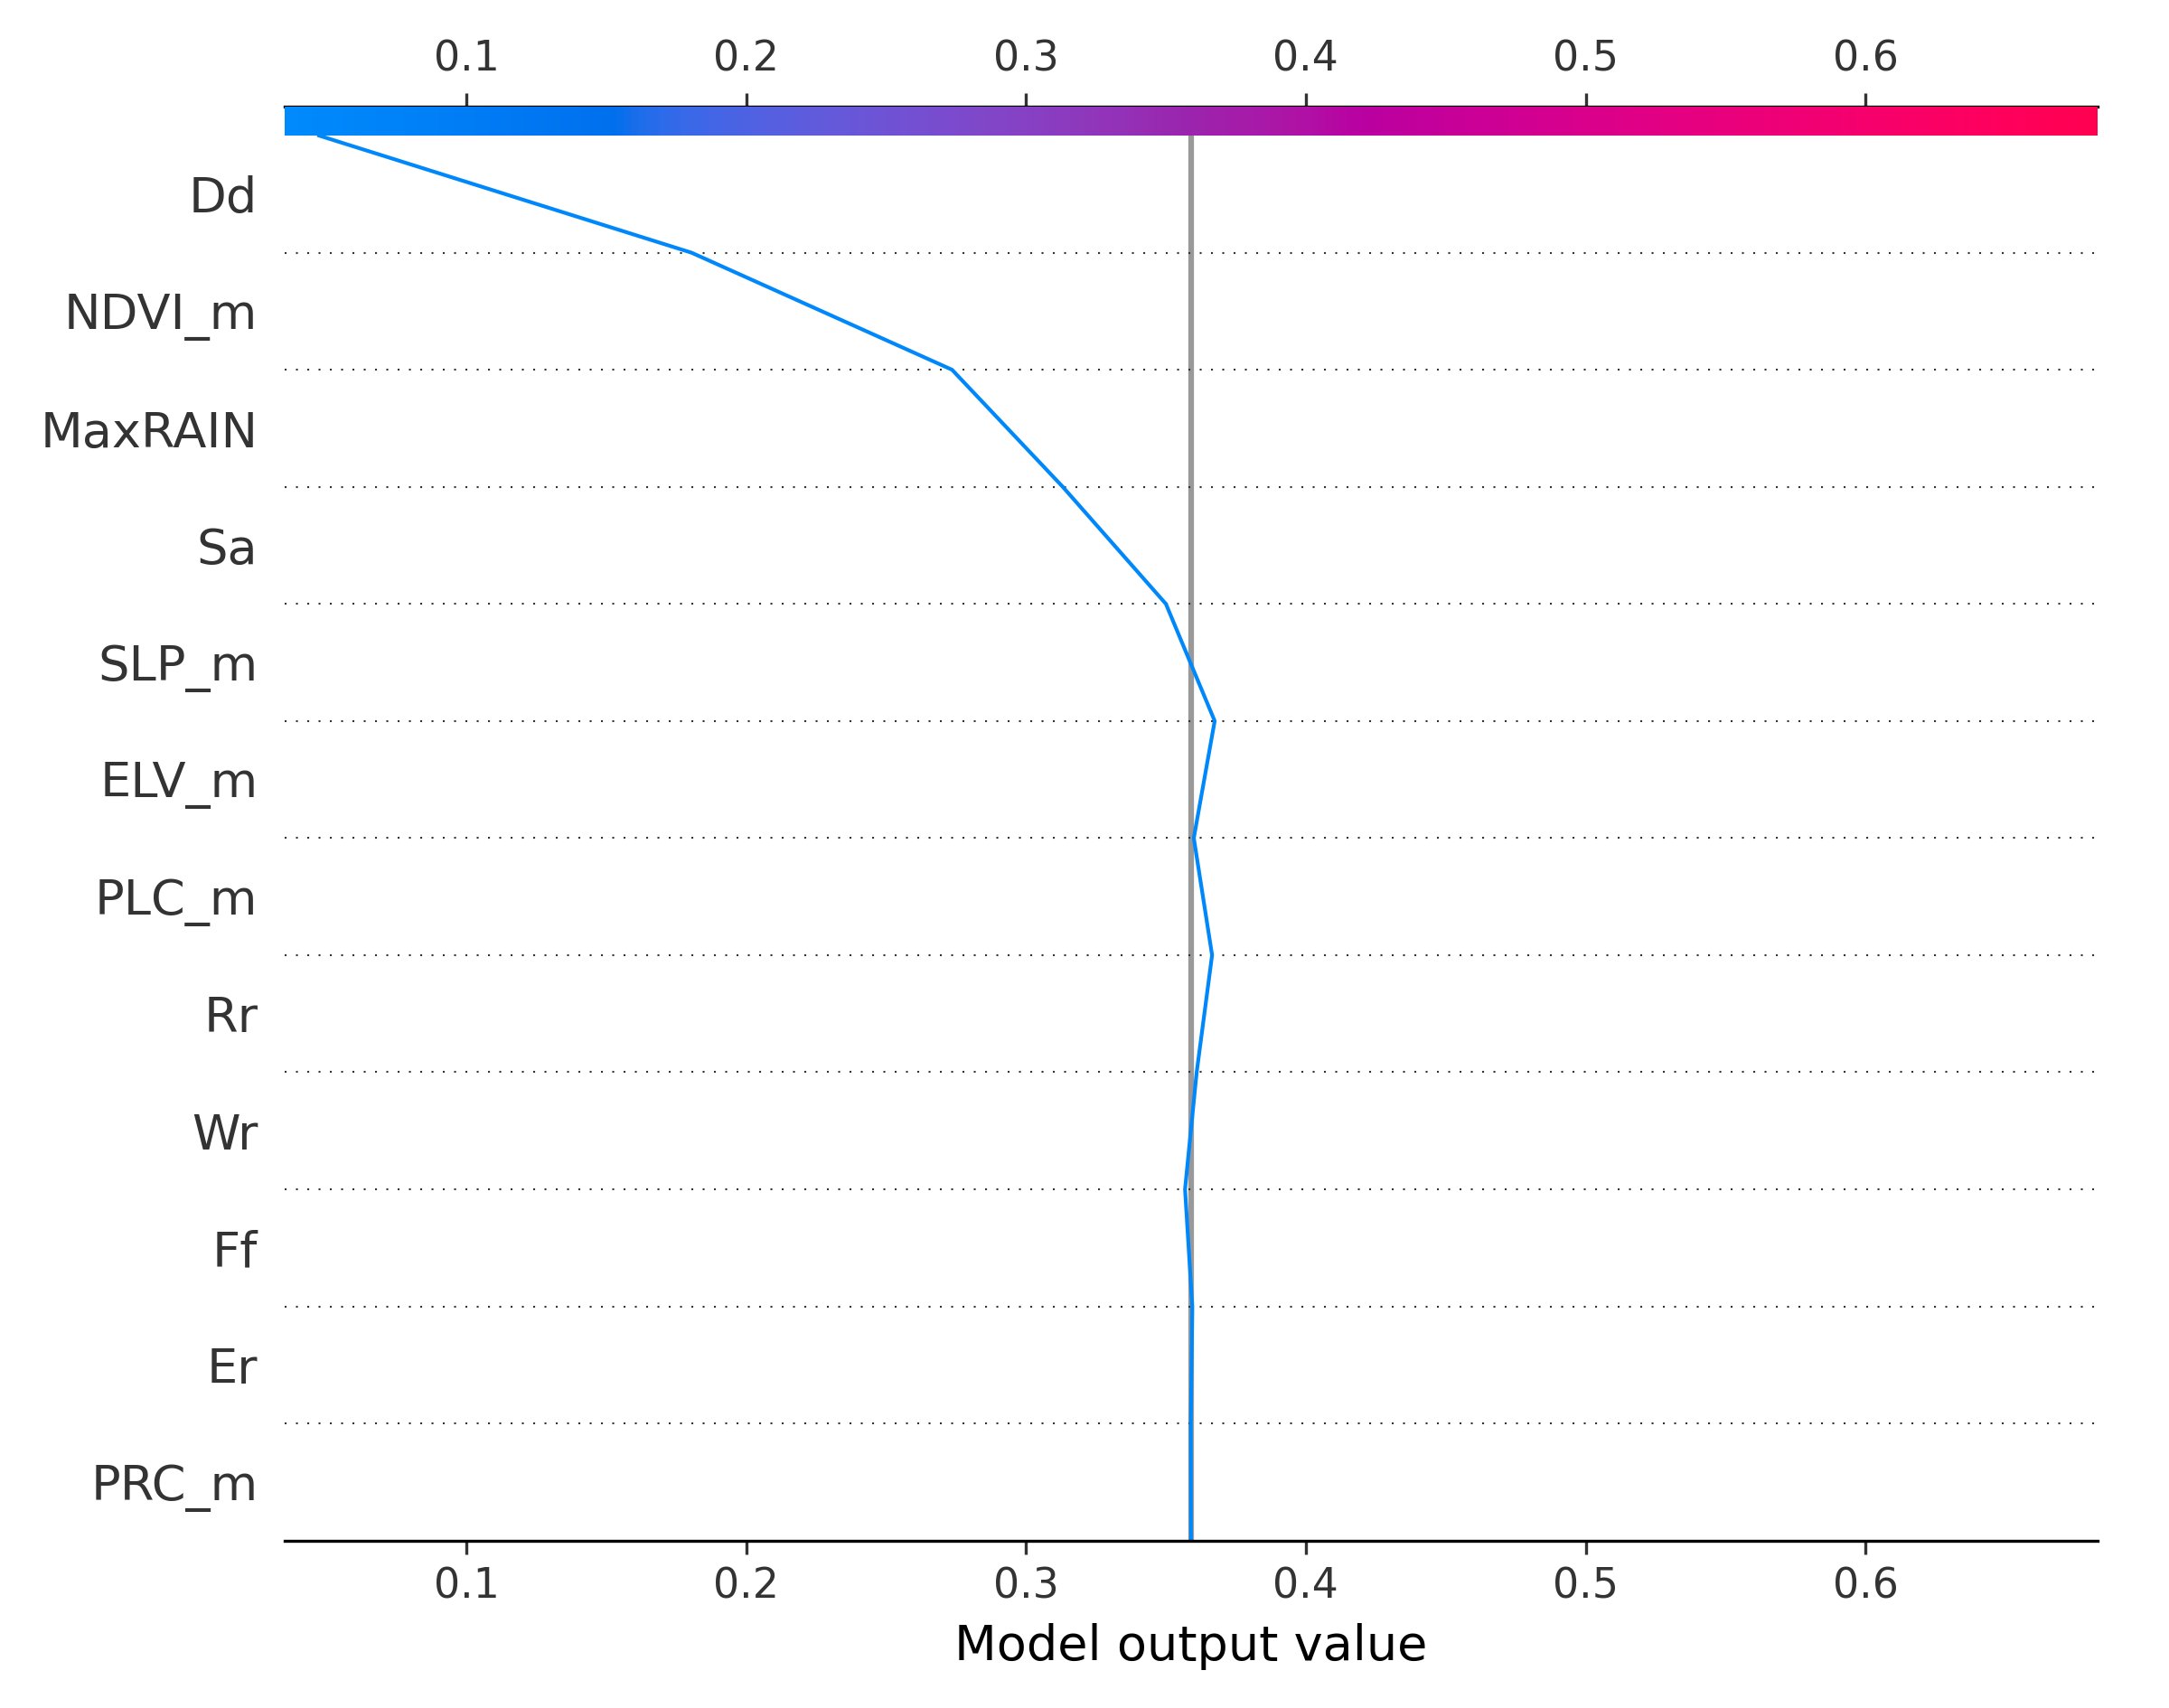 0.1 0.2 0.3 0.4 0.5 0.6
Dd
NDVI_m
MaxRAIN
Sa
SLP_m
ELV_m
PLC_m
Rr
Wr
Ff
Er
PRC_m
0.1 0.2 0.3 0.4 0.5 0.6
Model output value